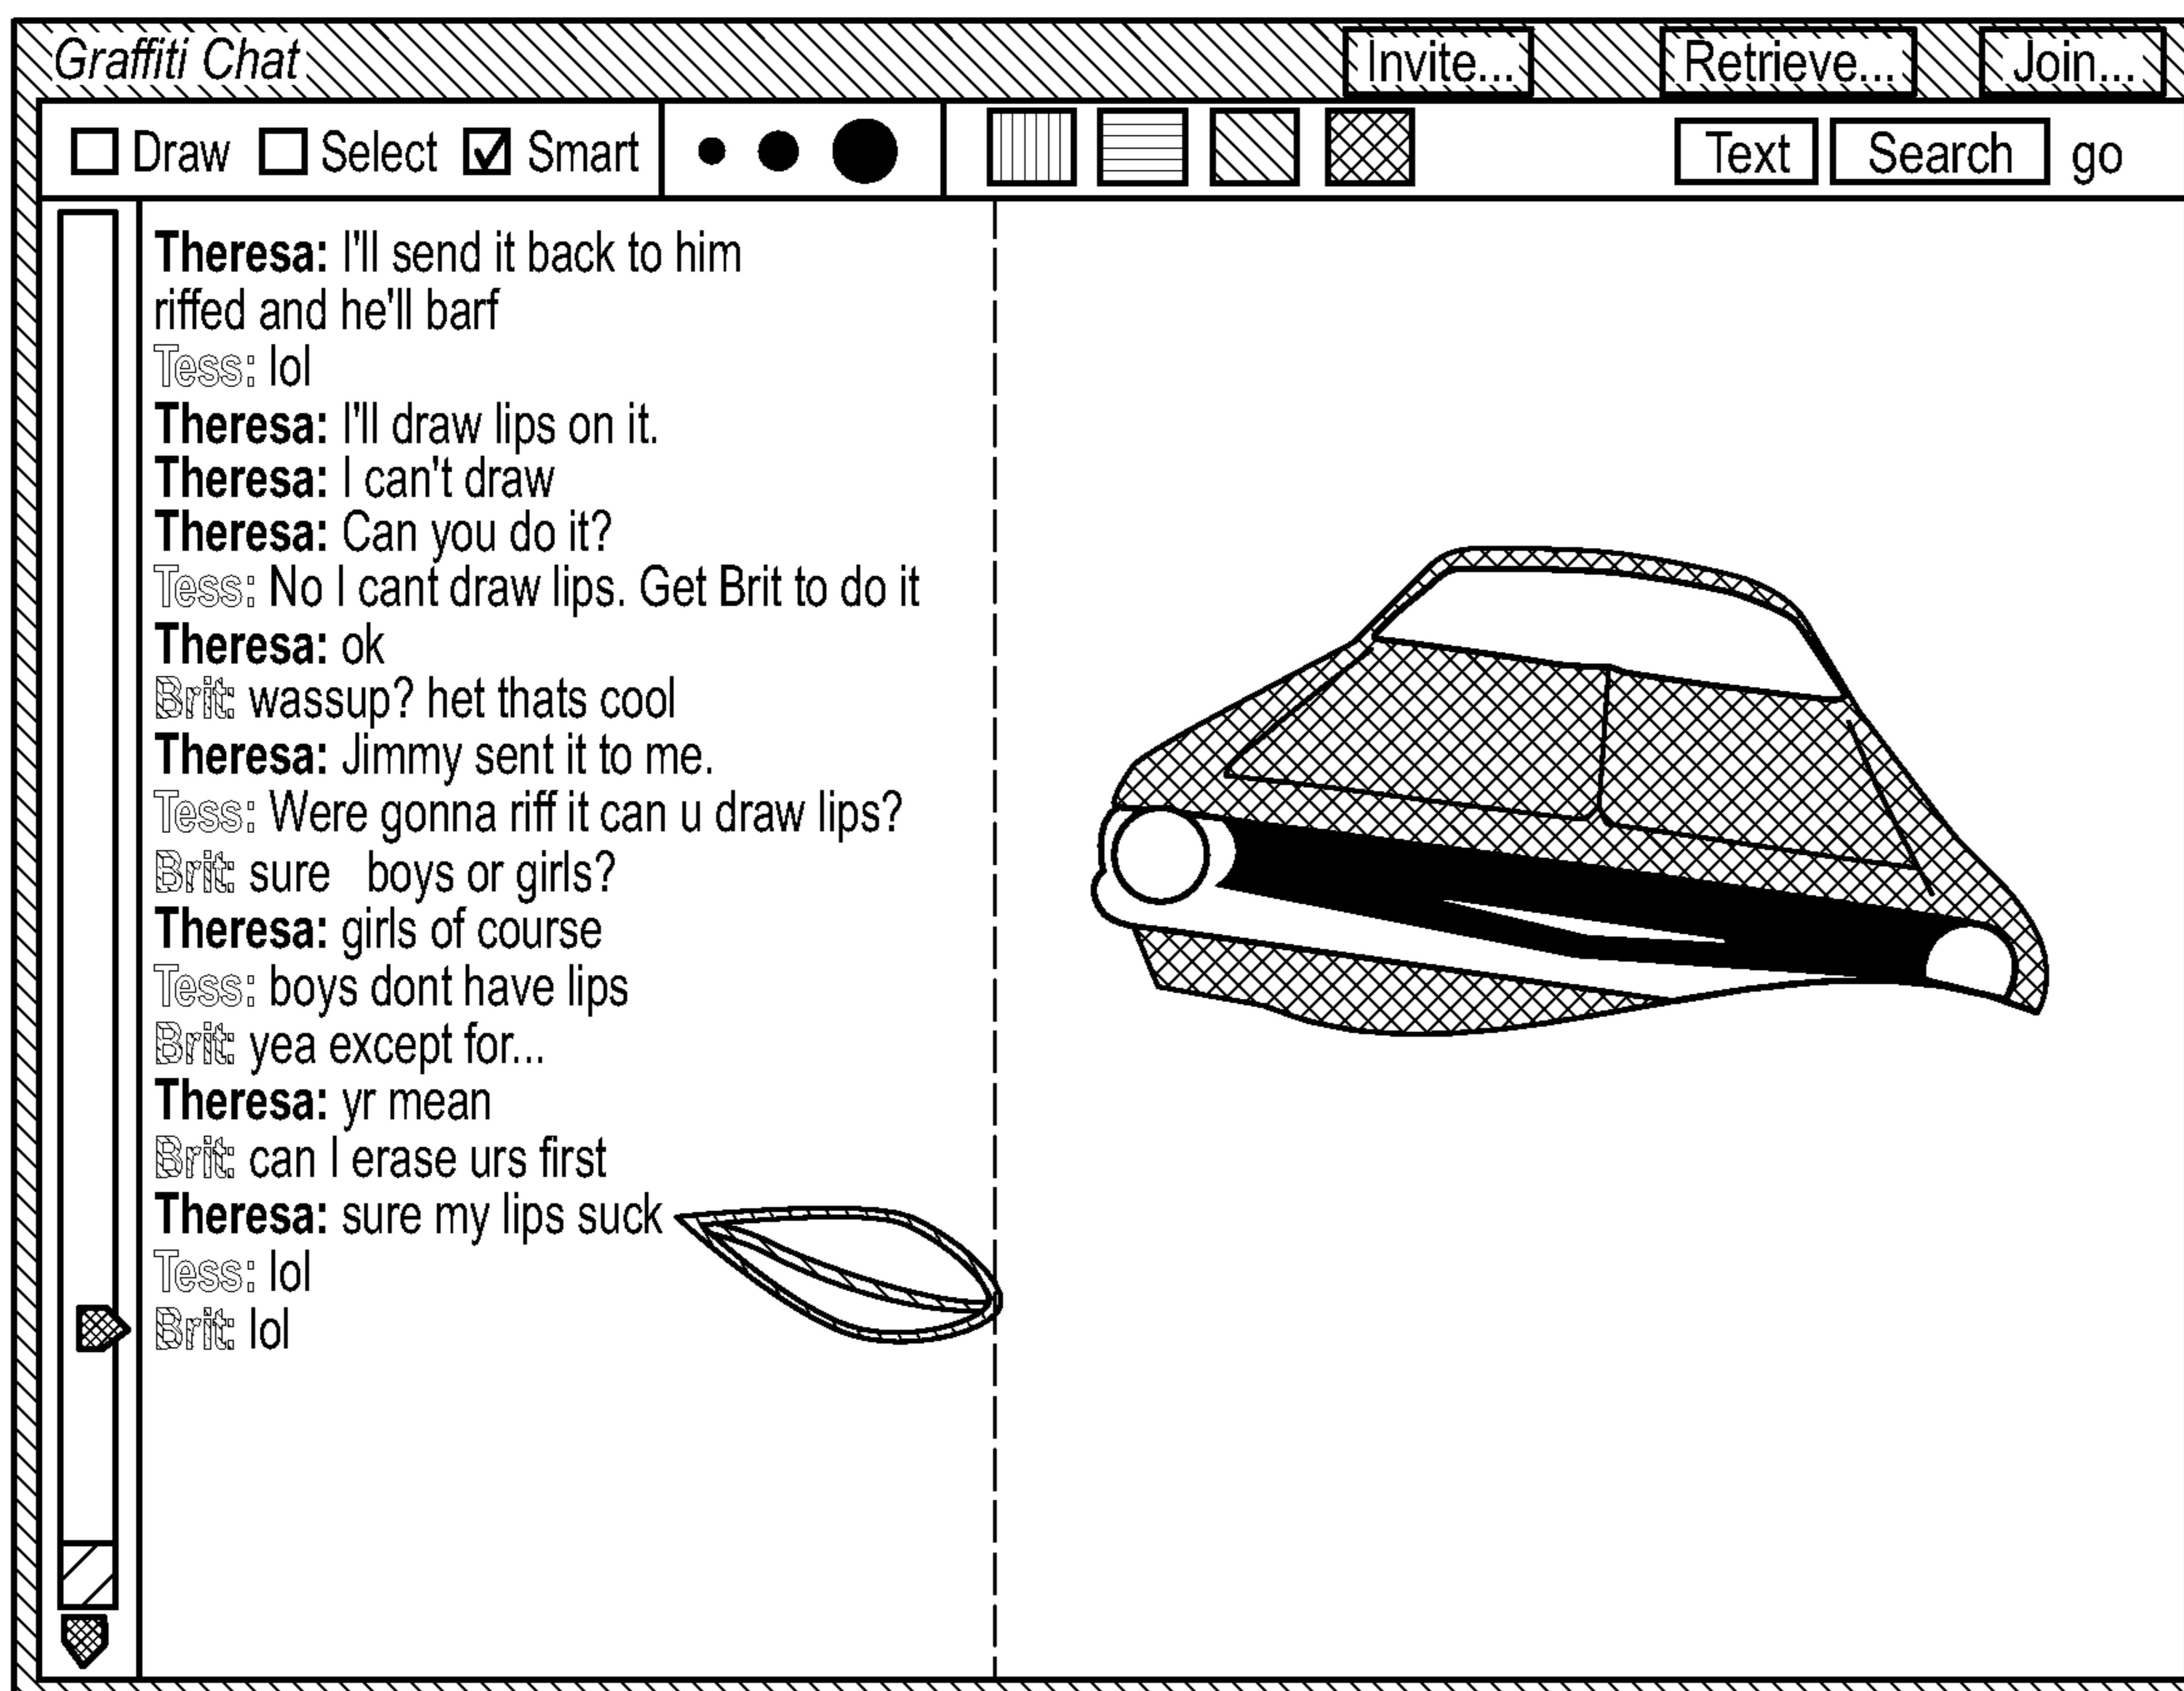 Graffiti Chat Invite... Retrieve... Join...
Draw Select Smart Text Search go
Theresa: I'll send it back to him
riffed and he'll barf
Tess: lol
Theresa: I'll draw lips on it.
Theresa: I can't draw
Theresa: Can you do it?
Tess: No I cant draw lips. Get Brit to do it
Theresa: ok
Brit: wassup? het thats cool
Theresa: Jimmy sent it to me.
Tess: Were gonna riff it can u draw lips?
Brit: sure boys or girls?
Theresa: girls of course
Tess: boys dont have lips
Brit: yea except for...
Theresa: yr mean
Brit: can I erase urs first
Theresa: sure my lips suck
Tess: lol
Brit: lol